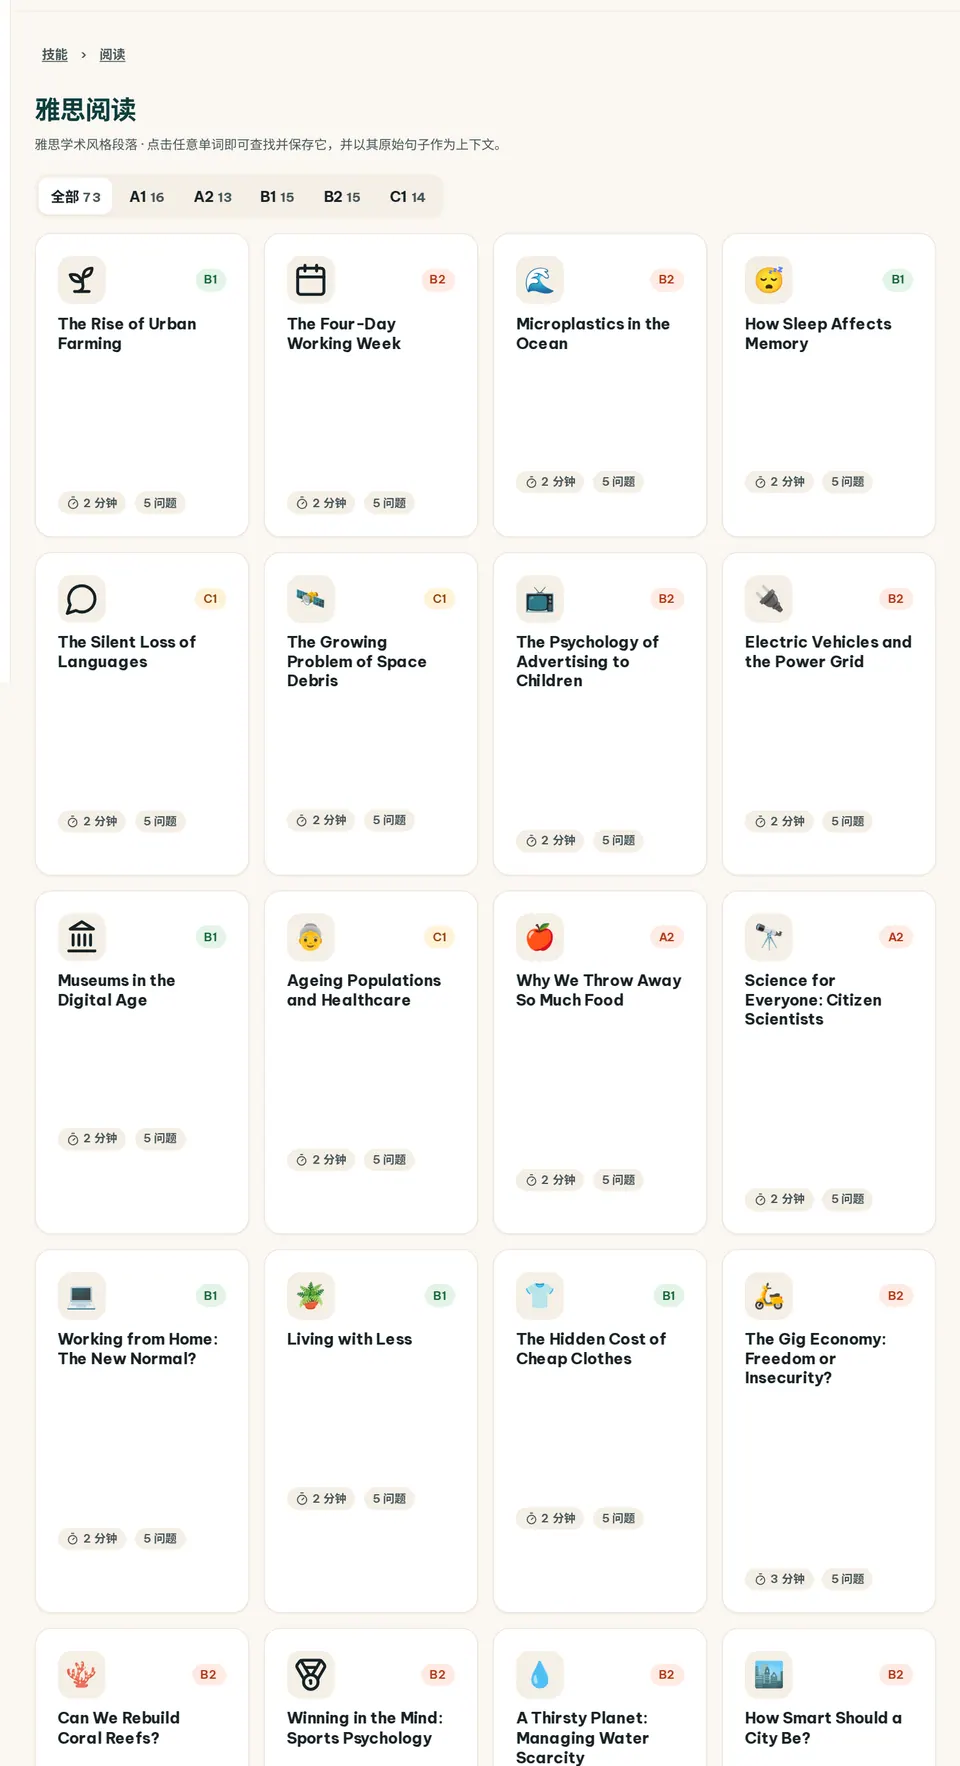 技能 › 阅读
雅思阅读
雅思学术风格段落 · 点击任意单词即可查找并保存它，并以其原始句子作为上下文。
全部 73 A1 16 A2 13 B1 15 B2 15 C1 14
B1
The Rise of Urban
Farming
2 分钟 5 问题
B2
The Four-Day
Working Week
2 分钟 5 问题
B2
Microplastics in the
Ocean
2 分钟 5 问题
B1
How Sleep Affects
Memory
2 分钟 5 问题
C1
The Silent Loss of
Languages
2 分钟 5 问题
C1
The Growing
Problem of Space
Debris
2 分钟 5 问题
B2
The Psychology of
Advertising to
Children
2 分钟 5 问题
B2
Electric Vehicles and
the Power Grid
2 分钟 5 问题
B1
Museums in the
Digital Age
2 分钟 5 问题
C1
Ageing Populations
and Healthcare
2 分钟 5 问题
A2
Why We Throw Away
So Much Food
2 分钟 5 问题
A2
Science for
Everyone: Citizen
Scientists
2 分钟 5 问题
B1
Working from Home:
The New Normal?
2 分钟 5 问题
B1
Living with Less
2 分钟 5 问题
B1
The Hidden Cost of
Cheap Clothes
2 分钟 5 问题
B2
The Gig Economy:
Freedom or
Insecurity?
3 分钟 5 问题
B2
Can We Rebuild
Coral Reefs?
B2
Winning in the Mind:
Sports Psychology
B2
A Thirsty Planet:
Managing Water
Scarcity
B2
How Smart Should a
City Be?